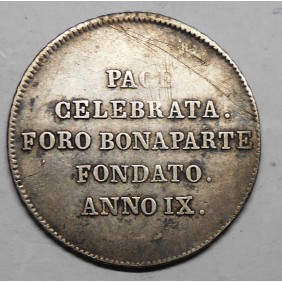 PACE
CELEBRATA.
FORO BONAPARTE
FONDATO.
ANNO IX.